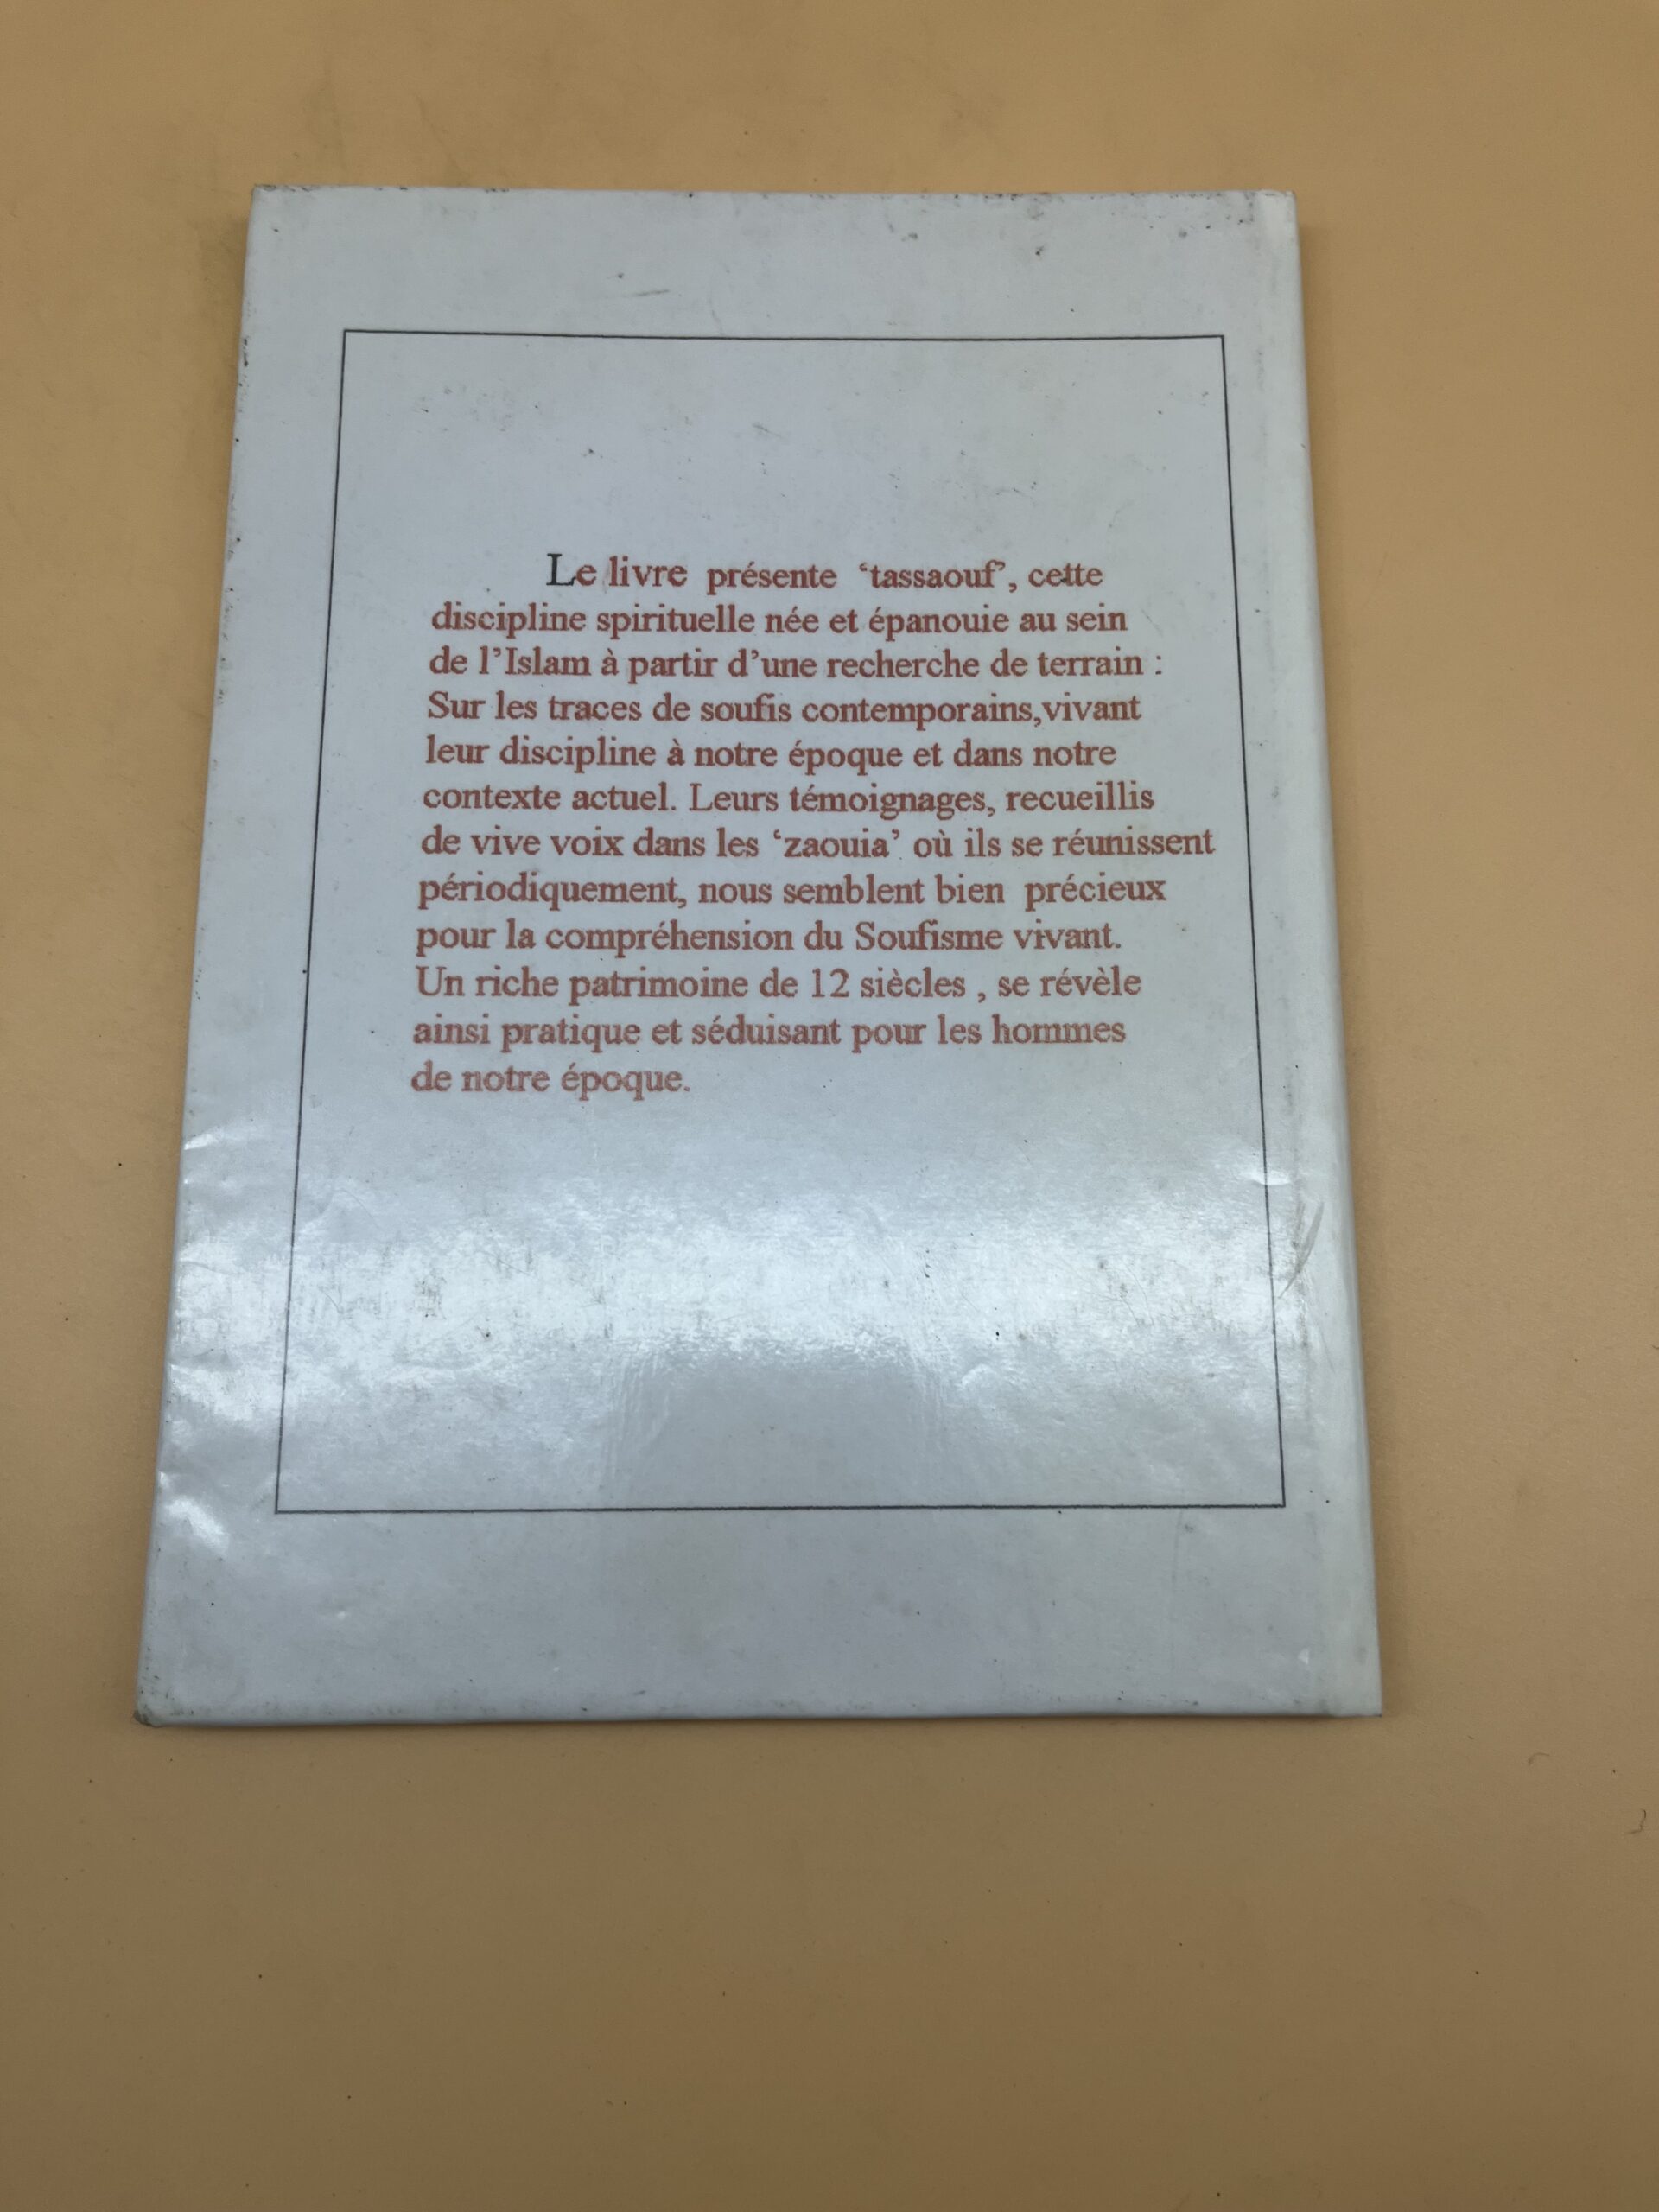 Le livre présente ‘tassaouf’, cette
discipline spirituelle née et épanouie au sein
de l’Islam à partir d’une recherche de terrain :
Sur les traces de soufis contemporains,vivant
leur discipline à notre époque et dans notre
contexte actuel. Leurs témoignages, recueillis
de vive voix dans les ‘zaouia’ où ils se réunissent
périodiquement, nous semblent bien précieux
pour la compréhension du Soufisme vivant.
Un riche patrimoine de 12 siècles , se révèle
ainsi pratique et séduisant pour les hommes
de notre époque.